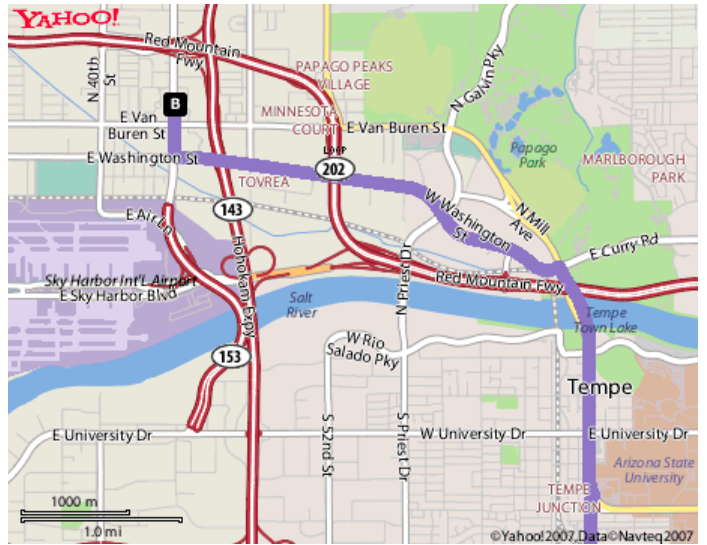 YAHOO!
Red Mountain
Fwy
N 40th
St
PAPAGO PEAKS
VILLAGE
N Galvin Pky
B
E Van
Buren St
MINNESOTA
COURT
E Van Buren St
LOOP
202
Papago
Park
MARLBOROUGH
PARK
E Washington St
TOVREA
143
W Washington
St
N Mill
Ave
E Air Ln
Hohokam Expy
E Curry Rd
Sky Harbor Int'l. Airport
E Sky Harbor Blvd
Salt
River
N Priest Dr
Red Mountain Fwy
Tempe
Town Lake
153
W Rio
Salado Pky
Tempe
S 52nd St
S Priest Dr
E University Dr
W University Dr
E University Dr
Arizona State
University
TEMPE
JUNCTION
1000 m
1.0 mi
©Yahoo!2007,Data©Navteq2007